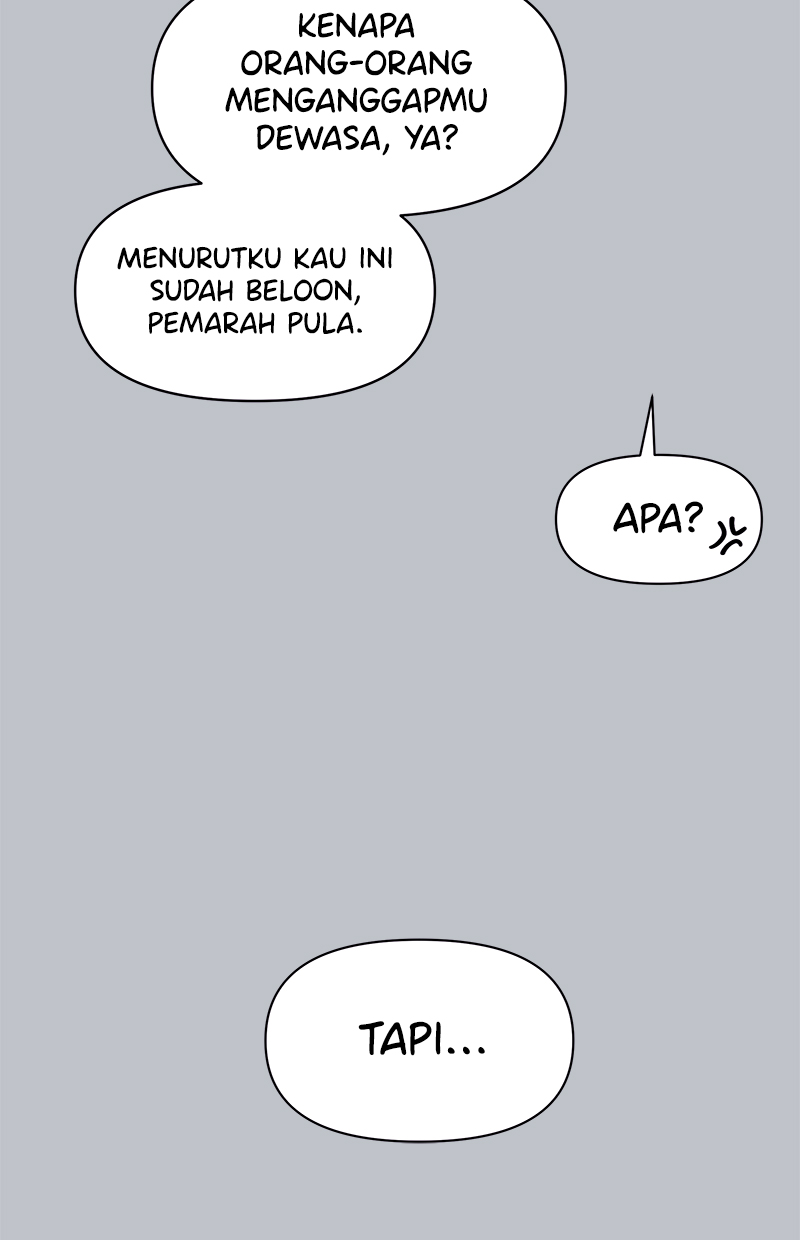 KENAPA
ORANG-ORANG
MENGANGGAPMU
DEWASA, YA?
MENURUTKU KAU INI
SUDAH BELOON,
PEMARAH PULA.
APA?
TAPI...